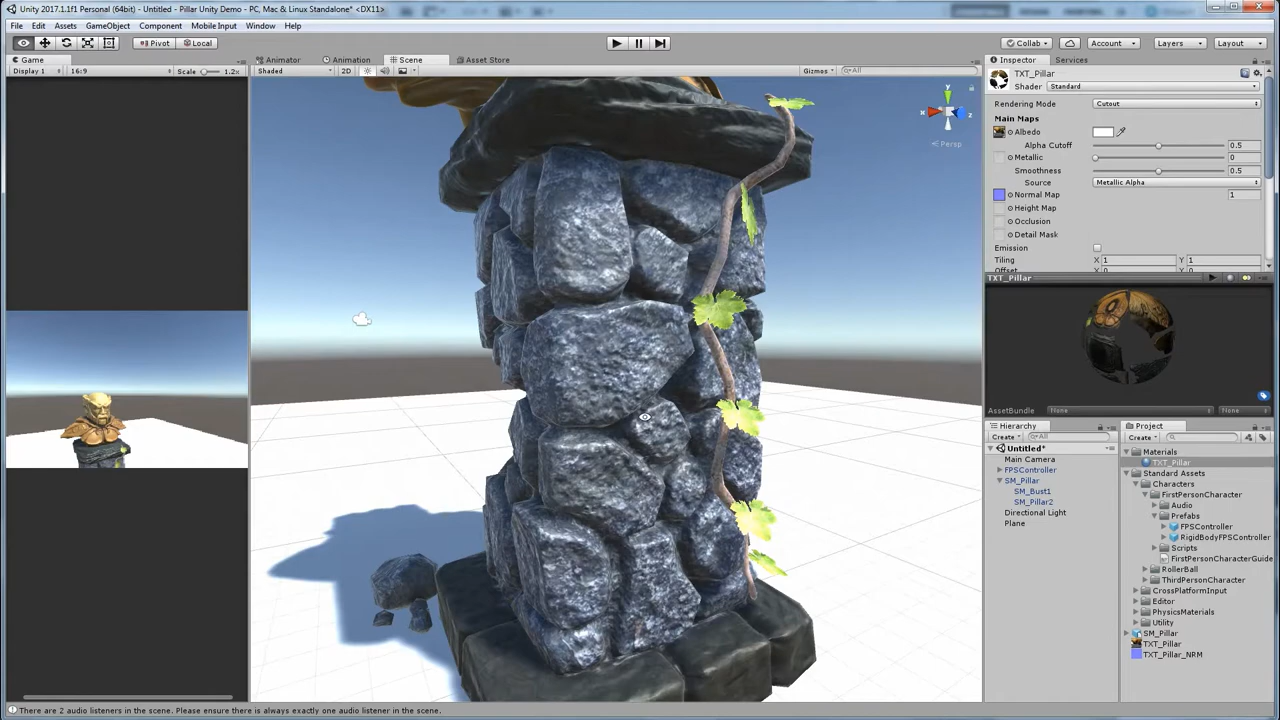 Unity 2017.1.1f1 Personal (64bit) - Untitled - Pillar Unity Demo - PC, Mac & Linux Standalone* <DX11>
File Edit Assets GameObject Component Mobile Input Window Help
Pivot Local Collab Account Layers Layout
Game Animator Animation Scene Asset Store
Display 1 16:9 Scale 1.2x Shaded 2D Gizmos All
y
x z
Persp
Inspector Services
TXT_Pillar
Shader Standard
Rendering Mode Cutout
Main Maps
Albedo
Alpha Cutoff 0.5
Metallic 0
Smoothness 0.5
Source Metallic Alpha
Normal Map 1
Height Map
Occlusion
Detail Mask
Emission
Tiling X 1 Y 1
Offset
TXT_Pillar
AssetBundle None None
Hierarchy
Create All
Untitled*
Main Camera
FPSController
SM_Pillar
SM_Bust1
SM_Pillar2
Directional Light
Plane
Project
Create
Materials
TXT_Pillar
Standard Assets
Characters
FirstPersonCharacter
Audio
Prefabs
FPSController
RigidBodyFPSController
Scripts
FirstPersonCharacterGuide
RollerBall
ThirdPersonCharacter
CrossPlatformInput
Editor
PhysicsMaterials
Utility
SM_Pillar
TXT_Pillar
TXT_Pillar_NRM
There are 2 audio listeners in the scene. Please ensure there is always exactly one audio listener in the scene.